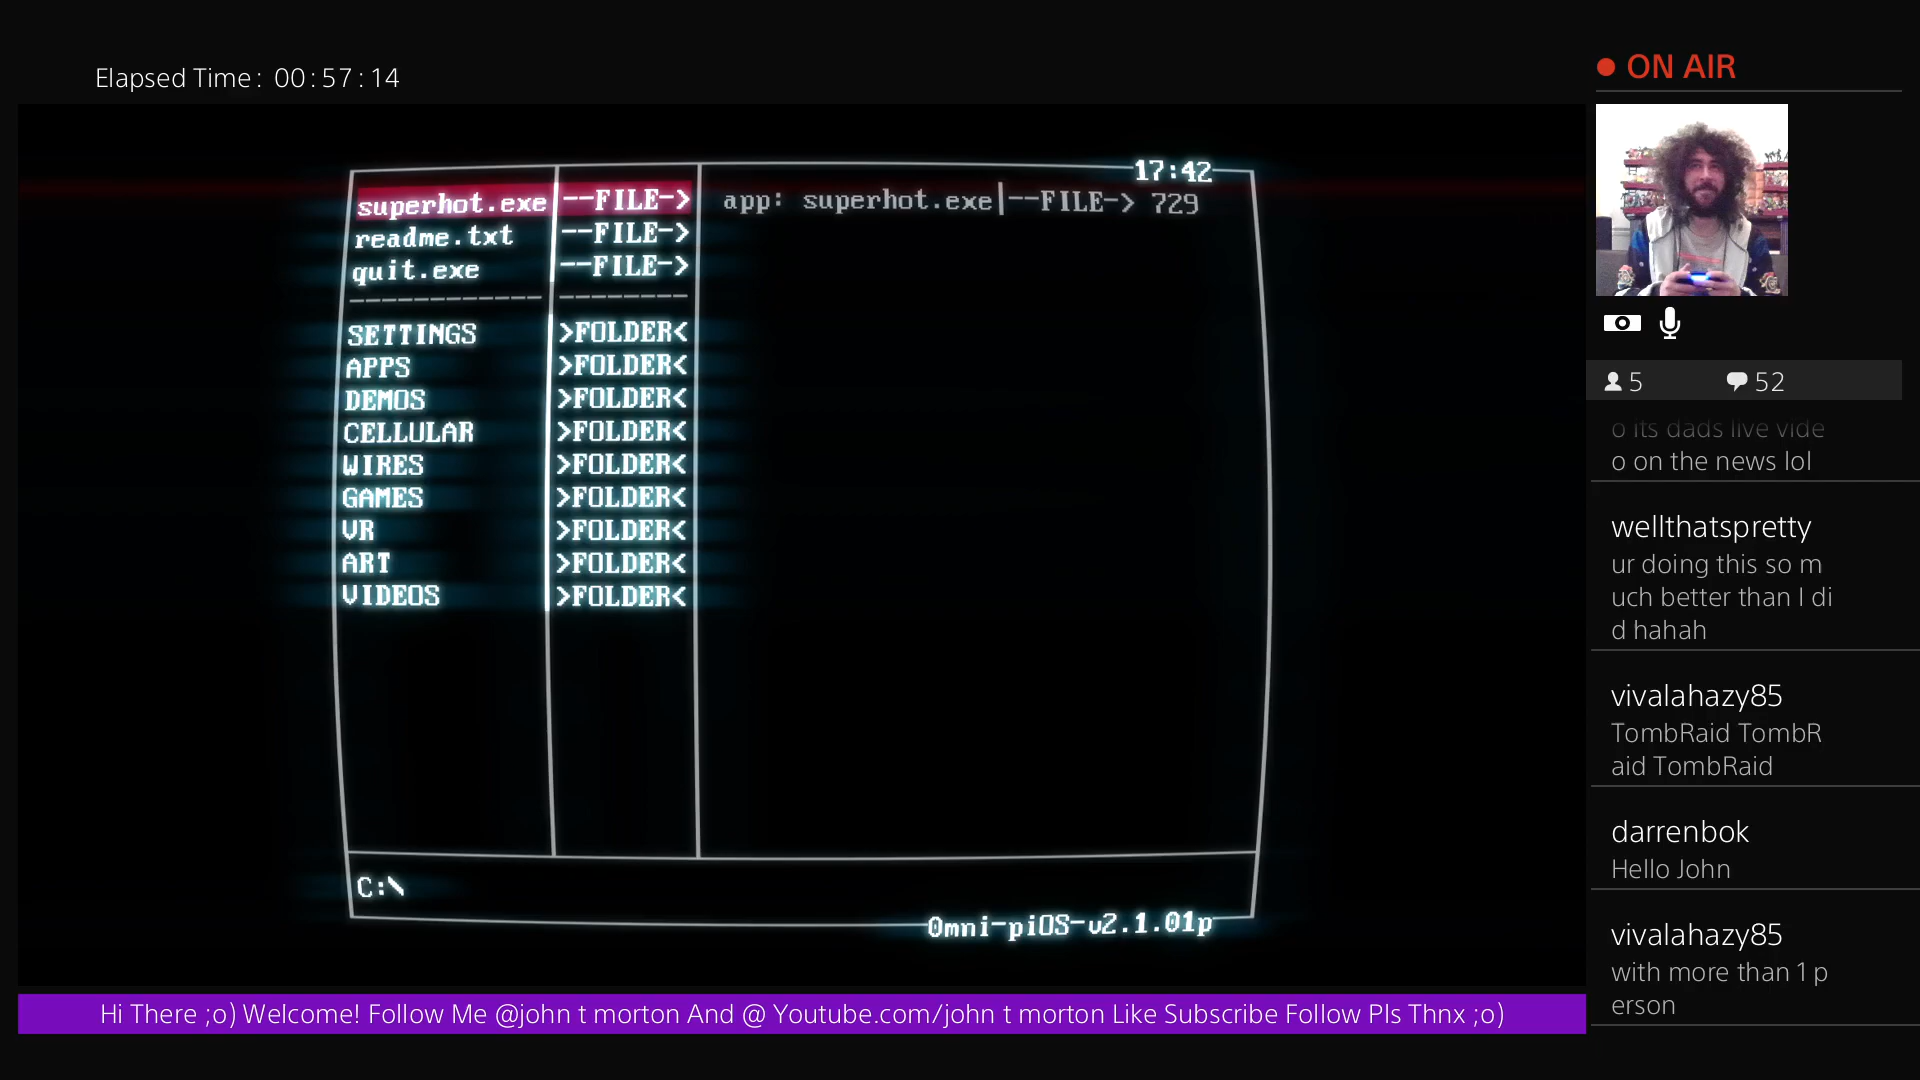 Elapsed Time: 00:57:14
ON AIR
17:42
superhot.exe --FILE-> app: superhot.exe|--FILE-> 729
readme.txt --FILE->
quit.exe --FILE->
------------ --------
SETTINGS >FOLDER<
APPS >FOLDER<
DEMOS >FOLDER<
CELLULAR >FOLDER<
WIRES >FOLDER<
GAMES >FOLDER<
VR >FOLDER<
ART >FOLDER<
VIDEOS >FOLDER<
C:\
Omni-piOS-v2.1.01p
5 52
o its dads live vide
o on the news lol
wellthatspretty
ur doing this so m
uch better than I di
d hahah
vivalahazy85
TombRaid TombR
aid TombRaid
darrenbok
Hello John
vivalahazy85
with more than 1 p
erson
Hi There ;o) Welcome! Follow Me @john t morton And @ Youtube.com/john t morton Like Subscribe Follow Pls Thnx ;o)